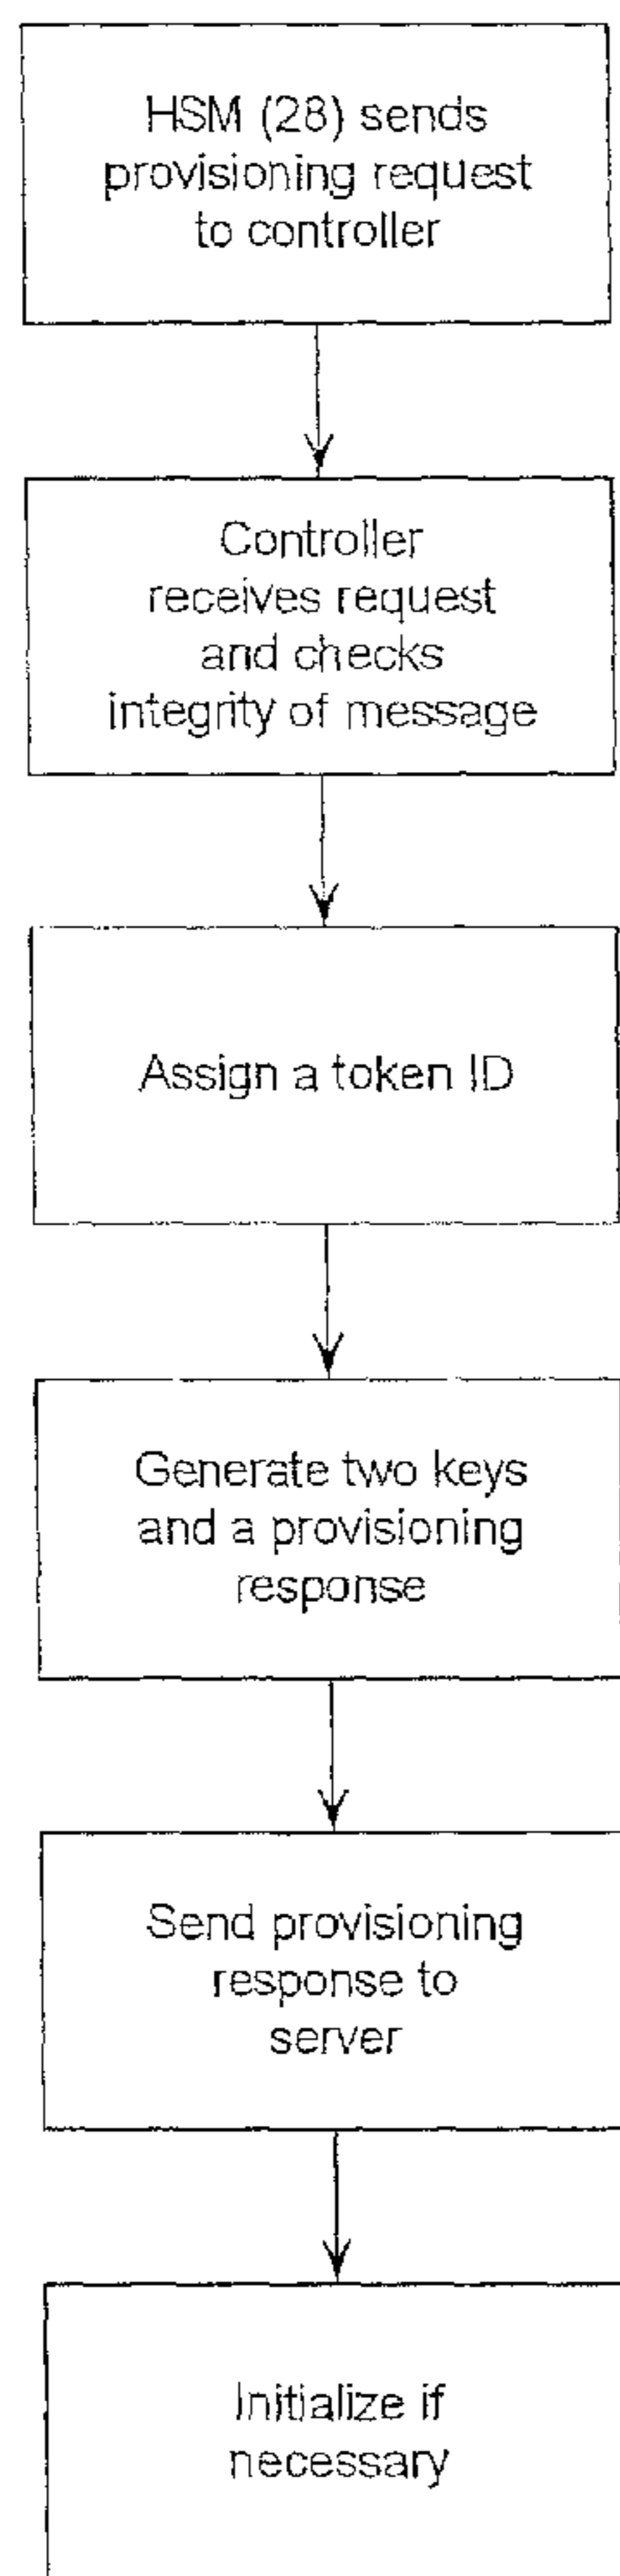 HSM (28) sends
provisioning request
to controller
Controller
receives request
and checks
integrity of message
Assign a token ID
Generate two keys
and a provisioning
response
Send provisioning
response to
server
Initialize if
necessary